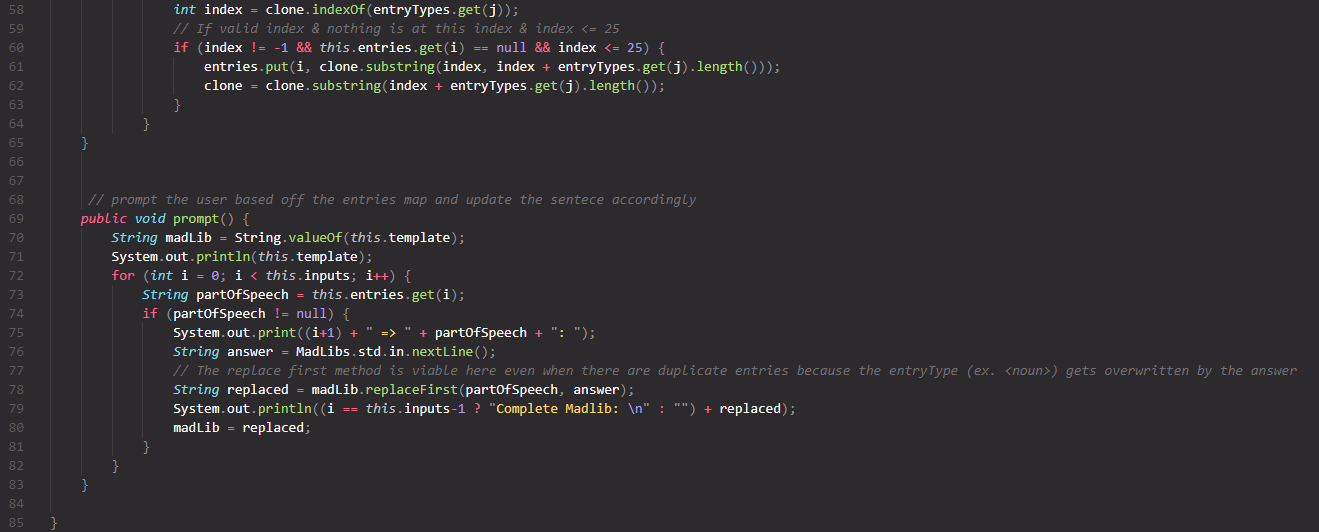 58 int index = clone.indexOf(entryTypes.get(j));
59 // If valid index & nothing is at this index & index <= 25
60 if (index != -1 && this.entries.get(i) == null && index <= 25) {
61 entries.put(i, clone.substring(index, index + entryTypes.get(j).length()));
62 clone = clone.substring(index + entryTypes.get(j).length());
63 }
64 }
65 }
66
67
68 // prompt the user based off the entries map and update the sentece accordingly
69 public void prompt() {
70 String madLib = String.valueOf(this.template);
71 System.out.println(this.template);
72 for (int i = 0; i < this.inputs; i++) {
73 String partOfSpeech = this.entries.get(i);
74 if (partOfSpeech != null) {
75 System.out.print((i+1) + " => " + partOfSpeech + ": ");
76 String answer = MadLibs.std.in.nextLine();
77 // The replace first method is viable here even when there are duplicate entries because the entryType (ex. <noun>) gets overwritten by the answer
78 String replaced = madLib.replaceFirst(partOfSpeech, answer);
79 System.out.println((i == this.inputs-1 ? "Complete Madlib: \n" : "") + replaced);
80 madLib = replaced;
81 }
82 }
83 }
84
85 }